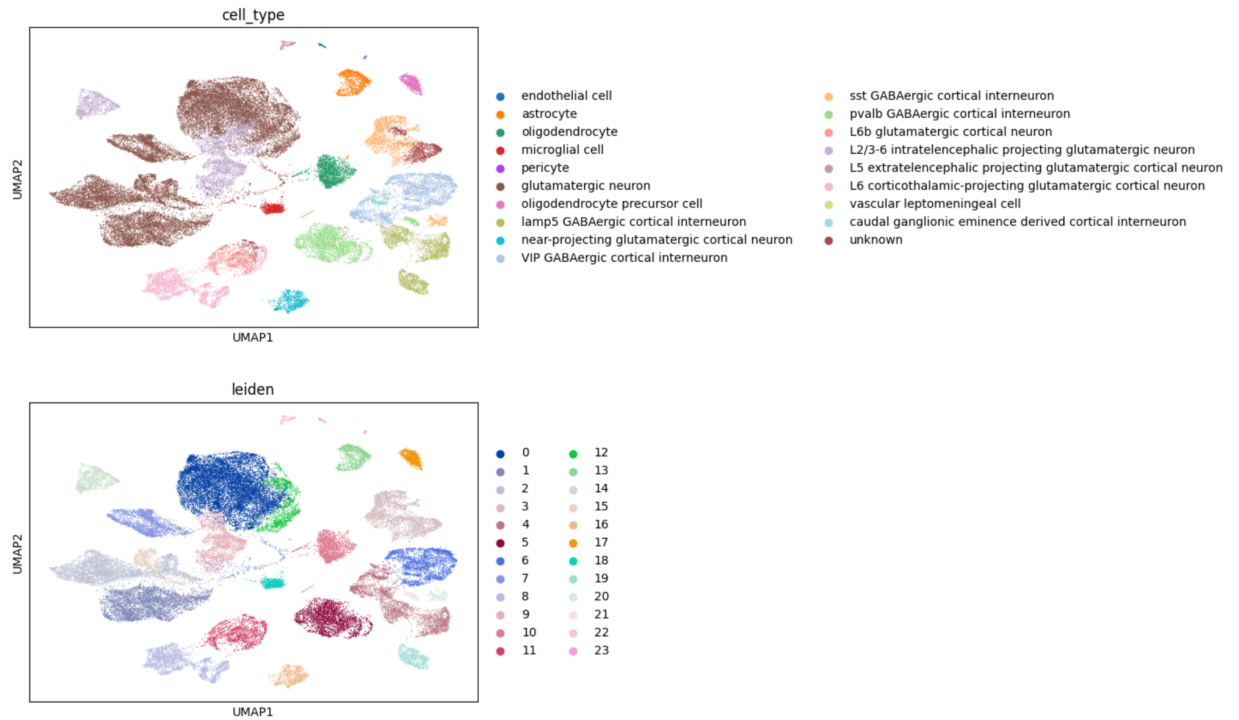 cell_type
UMAP2
UMAP1
endothelial cell
astrocyte
oligodendrocyte
microglial cell
pericyte
glutamatergic neuron
oligodendrocyte precursor cell
lamp5 GABAergic cortical interneuron
near-projecting glutamatergic cortical neuron
VIP GABAergic cortical interneuron
sst GABAergic cortical interneuron
pvalb GABAergic cortical interneuron
L6b glutamatergic cortical neuron
L2/3-6 intratelencephalic projecting glutamatergic neuron
L5 extratelencephalic projecting glutamatergic cortical neuron
L6 corticothalamic-projecting glutamatergic cortical neuron
vascular leptomeningeal cell
caudal ganglionic eminence derived cortical interneuron
unknown
leiden
UMAP2
UMAP1
0
1
2
3
4
5
6
7
8
9
10
11
12
13
14
15
16
17
18
19
20
21
22
23